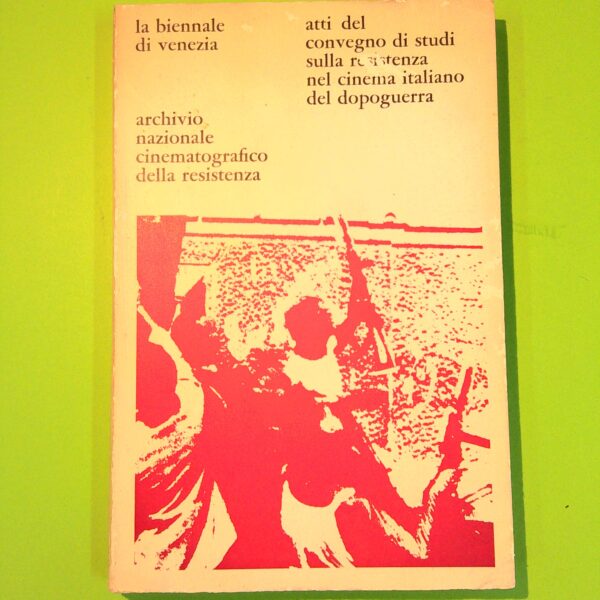 la biennale
di venezia
atti del
convegno di studi
sulla resistenza
nel cinema italiano
del dopoguerra
archivio
nazionale
cinematografico
della resistenza